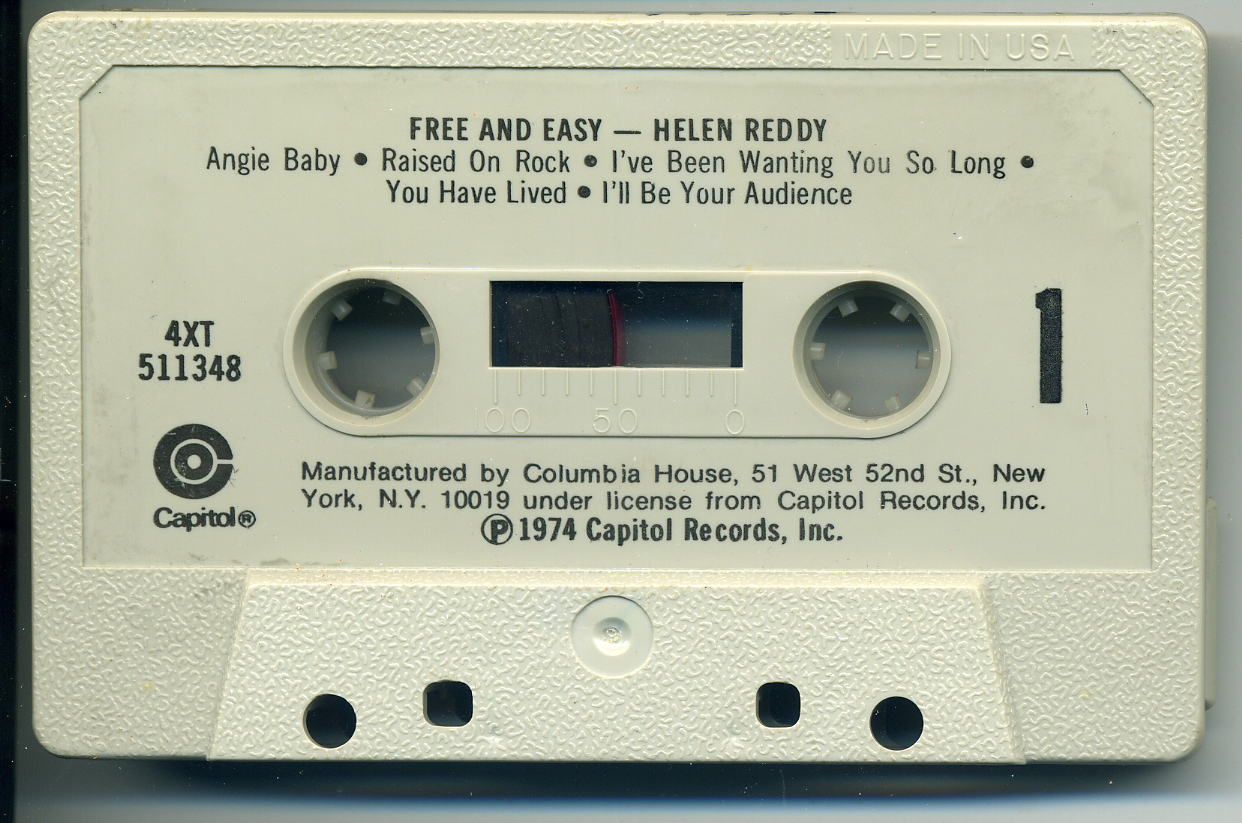 MADE IN USA
FREE AND EASY — HELEN REDDY
Angie Baby • Raised On Rock • I've Been Wanting You So Long •
You Have Lived • I'll Be Your Audience
4XT
511348
1
100 50 0
Capitol®
Manufactured by Columbia House, 51 West 52nd St., New
York, N.Y. 10019 under license from Capitol Records, Inc.
Ⓟ 1974 Capitol Records, Inc.